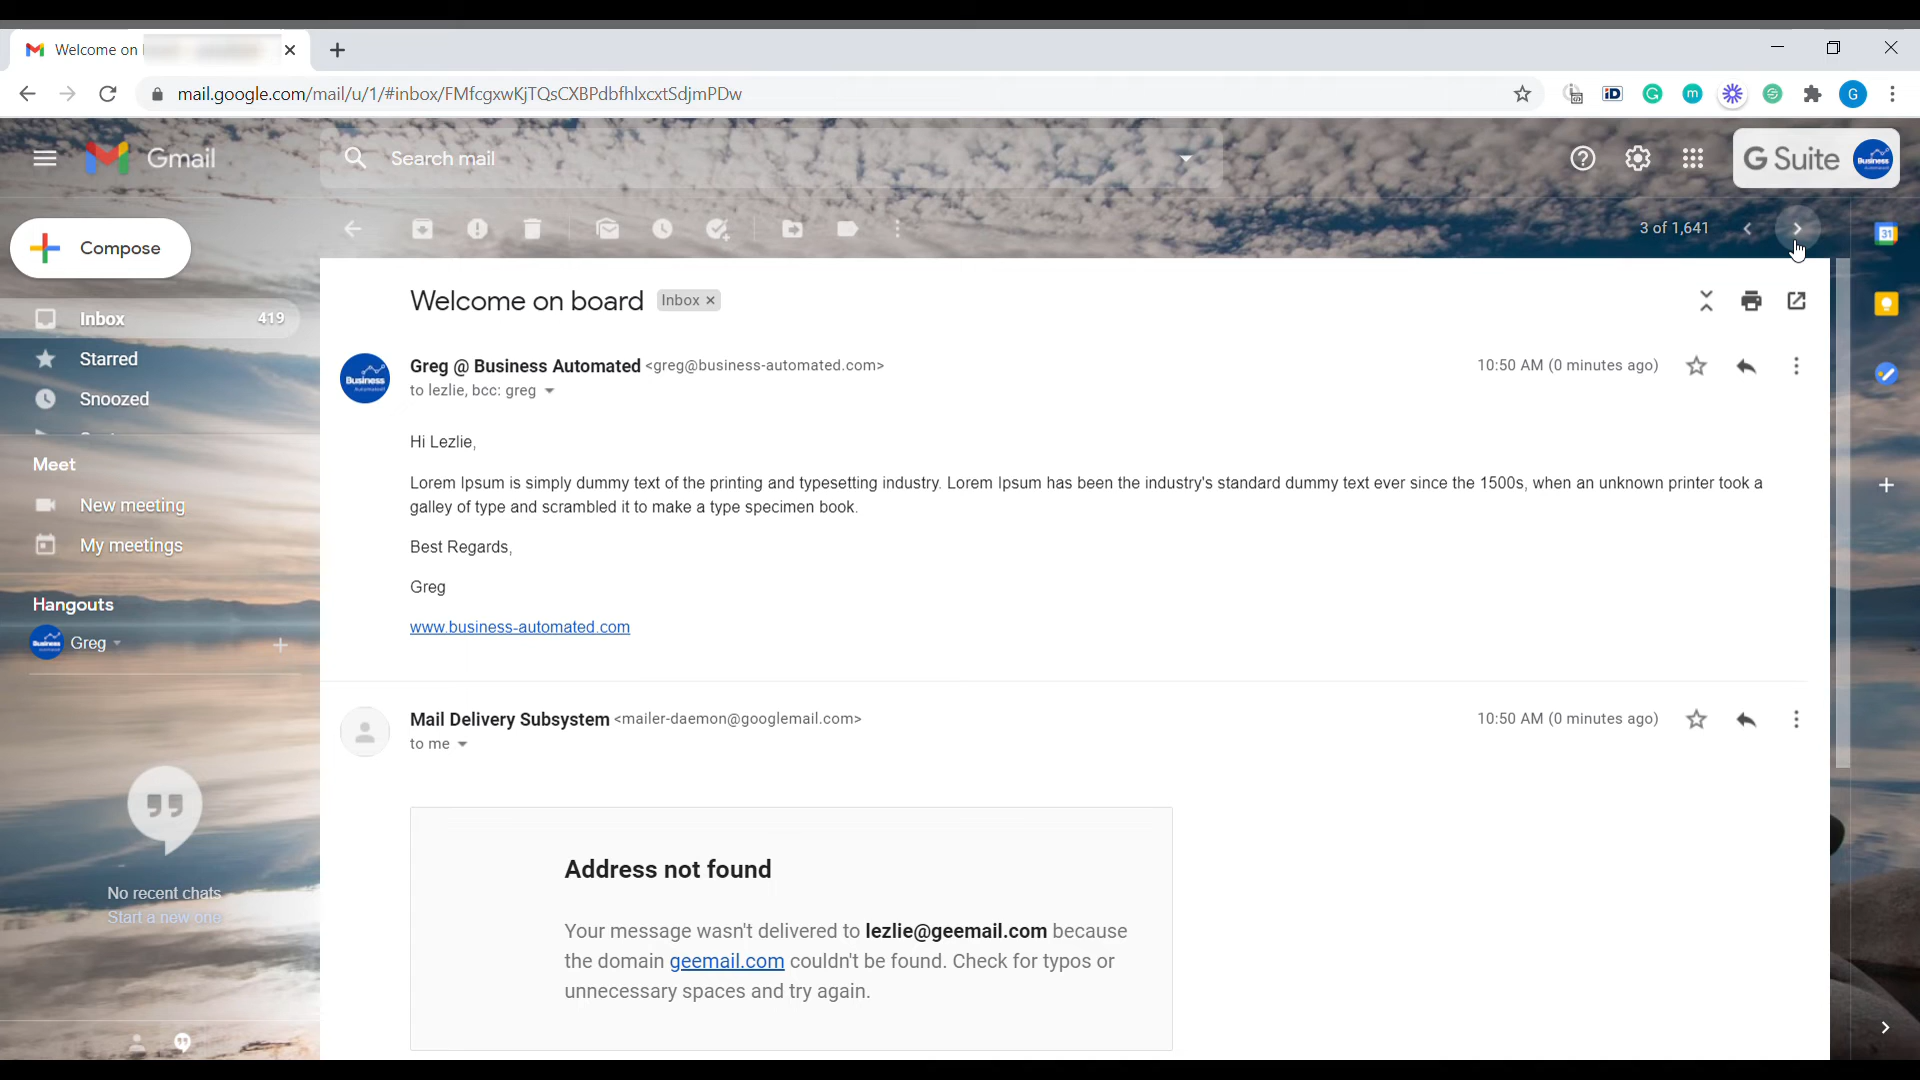 Welcome on
mail.google.com/mail/u/1/#inbox/FMfcgxwKjTQsCXBPdbfhlxcxtSdjmPDw
iD
G
m
G
Gmail
Search mail
G Suite
Business
3 of 1,641
31
Compose
Inbox 419
Starred
Snoozed
Meet
New meeting
My meetings
Hangouts
Greg
No recent chats
Start a new one
Welcome on board Inbox ×
Business
Greg @ Business Automated <greg@business-automated.com> 10:50 AM (0 minutes ago)
to lezlie, bcc: greg
Hi Lezlie,
Lorem Ipsum is simply dummy text of the printing and typesetting industry. Lorem Ipsum has been the industry's standard dummy text ever since the 1500s, when an unknown printer took a
galley of type and scrambled it to make a type specimen book.
Best Regards,
Greg
www.business-automated.com
Mail Delivery Subsystem <mailer-daemon@googlemail.com> 10:50 AM (0 minutes ago)
to me
Address not found
Your message wasn't delivered to lezlie@geemail.com because
the domain geemail.com couldn't be found. Check for typos or
unnecessary spaces and try again.